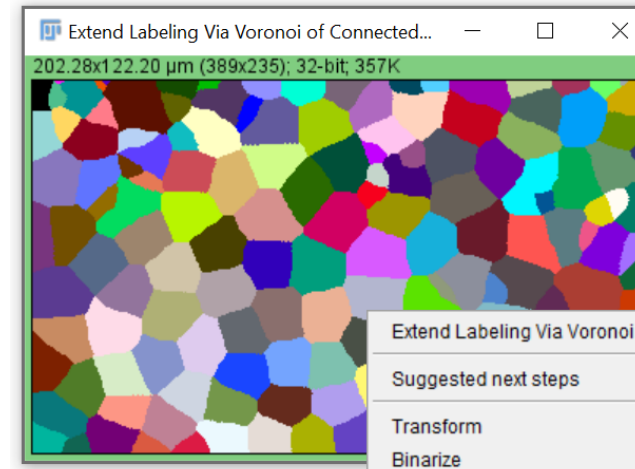 Extend Labeling Via Voronoi of Connected...
202.28x122.20 µm (389x235); 32-bit; 357K
Extend Labeling Via Voronoi
Suggested next steps
Transform
Binarize